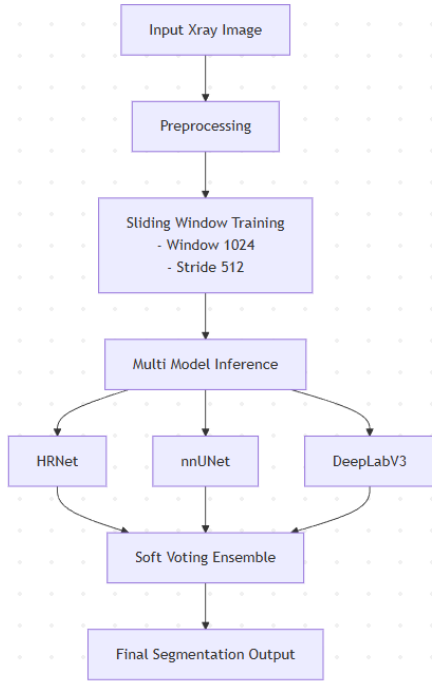 Input Xray Image
Preprocessing
Sliding Window Training
- Window 1024
- Stride 512
Multi Model Inference
HRNet
nnUNet
DeepLabV3
Soft Voting Ensemble
Final Segmentation Output